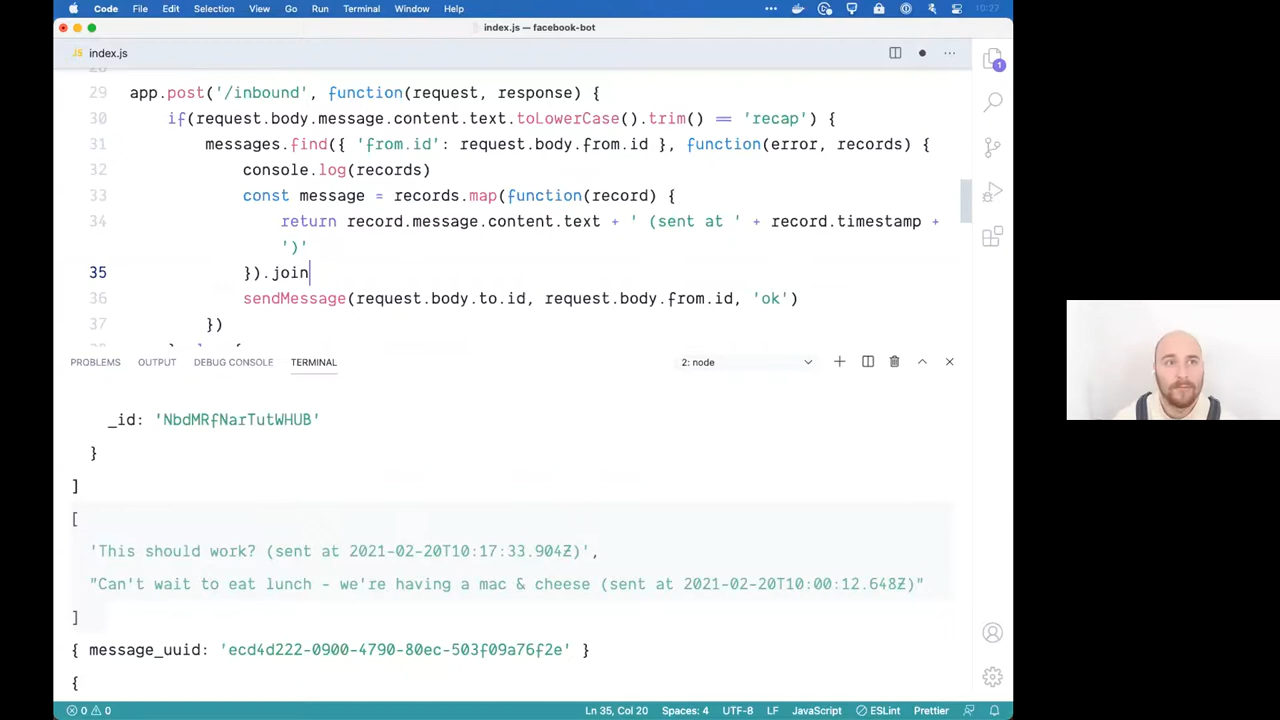 Code File Edit Selection View Go Run Terminal Window Help 10:27
index.js — facebook-bot
index.js
28
29 app.post('/inbound', function(request, response) {
30 if(request.body.message.content.text.toLowerCase().trim() == 'recap') {
31 messages.find({ 'from.id': request.body.from.id }, function(error, records) {
32 console.log(records)
33 const message = records.map(function(record) {
34 return record.message.content.text + ' (sent at ' + record.timestamp +
')'
35 }).join
36 sendMessage(request.body.to.id, request.body.from.id, 'ok')
37 })
PROBLEMS OUTPUT DEBUG CONSOLE TERMINAL 2: node
_id: 'NbdMRfNarTutWHUB'
}
]
[
'This should work? (sent at 2021-02-20T10:17:33.904Z)',
"Can't wait to eat lunch - we're having a mac & cheese (sent at 2021-02-20T10:00:12.648Z)"
]
{ message_uuid: 'ecd4d222-0900-4790-80ec-503f09a76f2e' }
{
0 0 Ln 35, Col 20 Spaces: 4 UTF-8 LF JavaScript ESLint Prettier